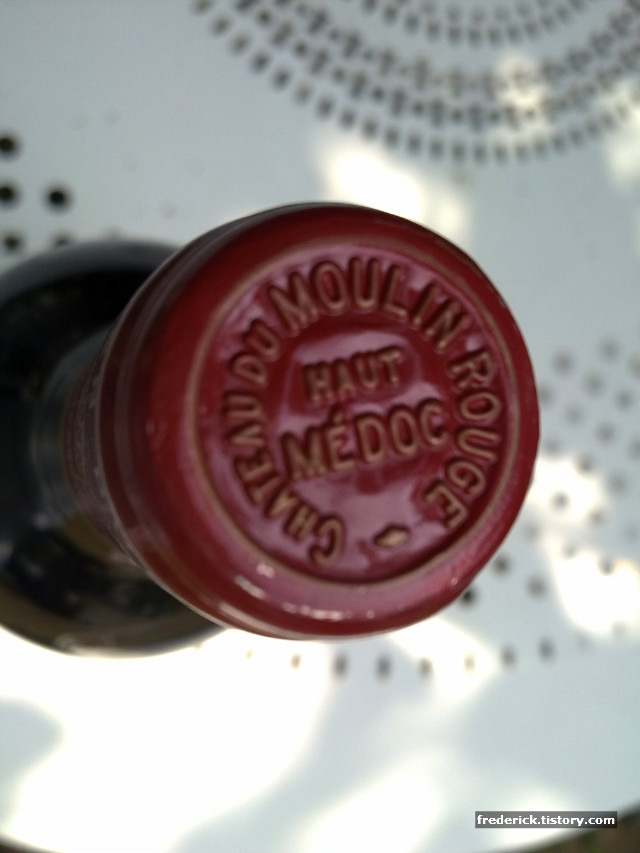 CHATEAU DU MOULIN ROUGE
HAUT
MÉDOC
frederick.tistory.com